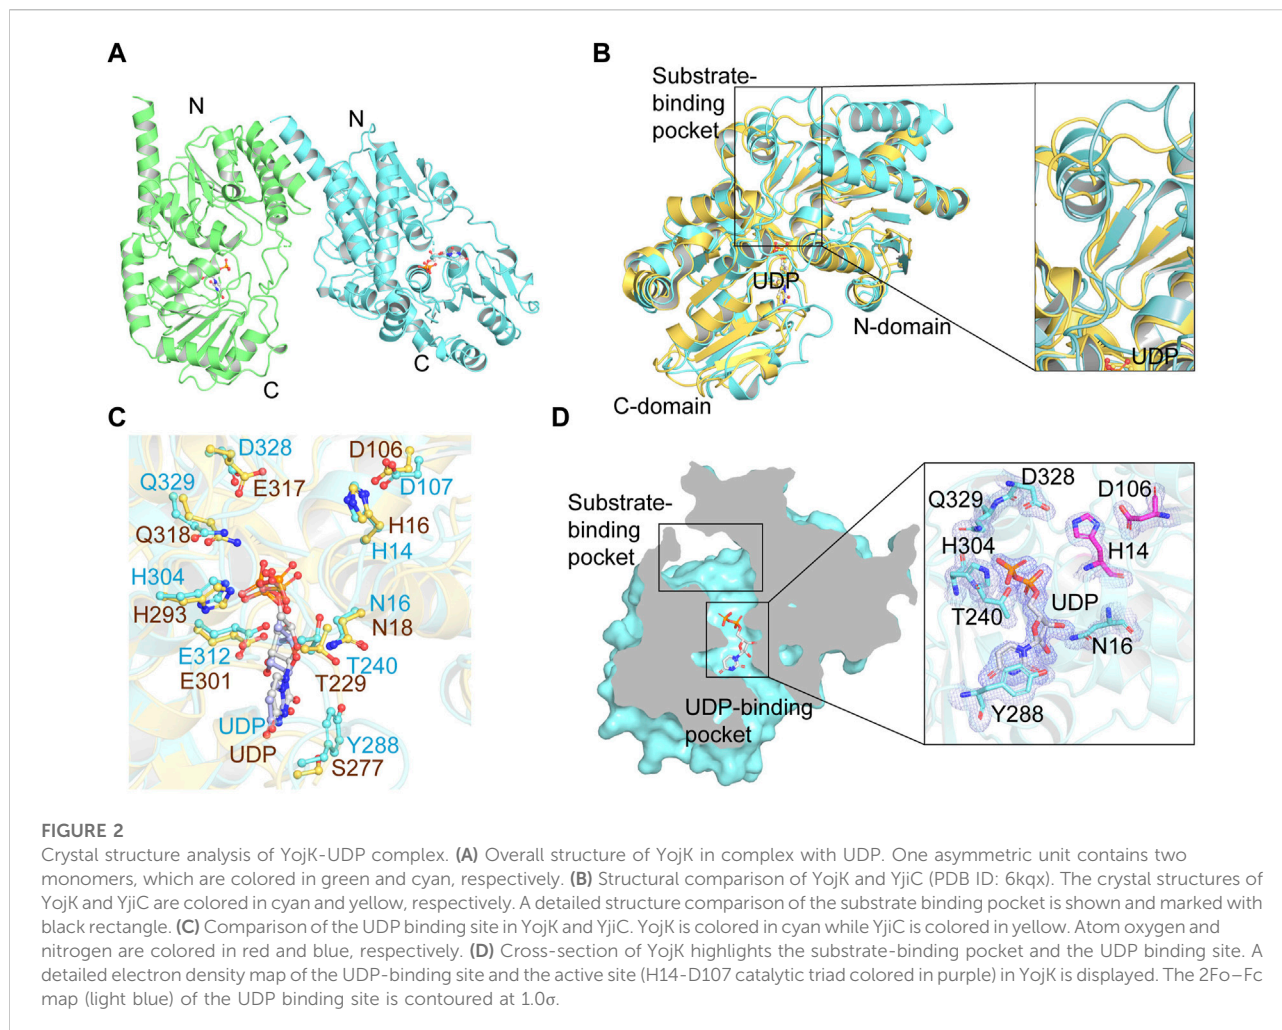 A
N
N
C
C
B
Substrate-
binding
pocket
UDP
N-domain
C-domain
UDP
C
D328
E317
D106
D107
Q329
Q318
H16
H14
H304
H293
N16
N18
E312
E301
T240
T229
UDP
UDP
Y288
S277
D
Substrate-
binding
pocket
UDP-binding
pocket
D328
Q329
D106
H304
H14
T240
UDP
N16
Y288
FIGURE 2
Crystal structure analysis of YojK-UDP complex. (A) Overall structure of YojK in complex with UDP. One asymmetric unit contains two
monomers, which are colored in green and cyan, respectively. (B) Structural comparison of YojK and YjiC (PDB ID: 6kqx). The crystal structures of
YojK and YjiC are colored in cyan and yellow, respectively. A detailed structure comparison of the substrate binding pocket is shown and marked with
black rectangle. (C) Comparison of the UDP binding site in YojK and YjiC. YojK is colored in cyan while YjiC is colored in yellow. Atom oxygen and
nitrogen are colored in red and blue, respectively. (D) Cross-section of YojK highlights the substrate-binding pocket and the UDP binding site. A
detailed electron density map of the UDP-binding site and the active site (H14-D107 catalytic triad colored in purple) in YojK is displayed. The 2Fo–Fc
map (light blue) of the UDP binding site is contoured at 1.0σ.